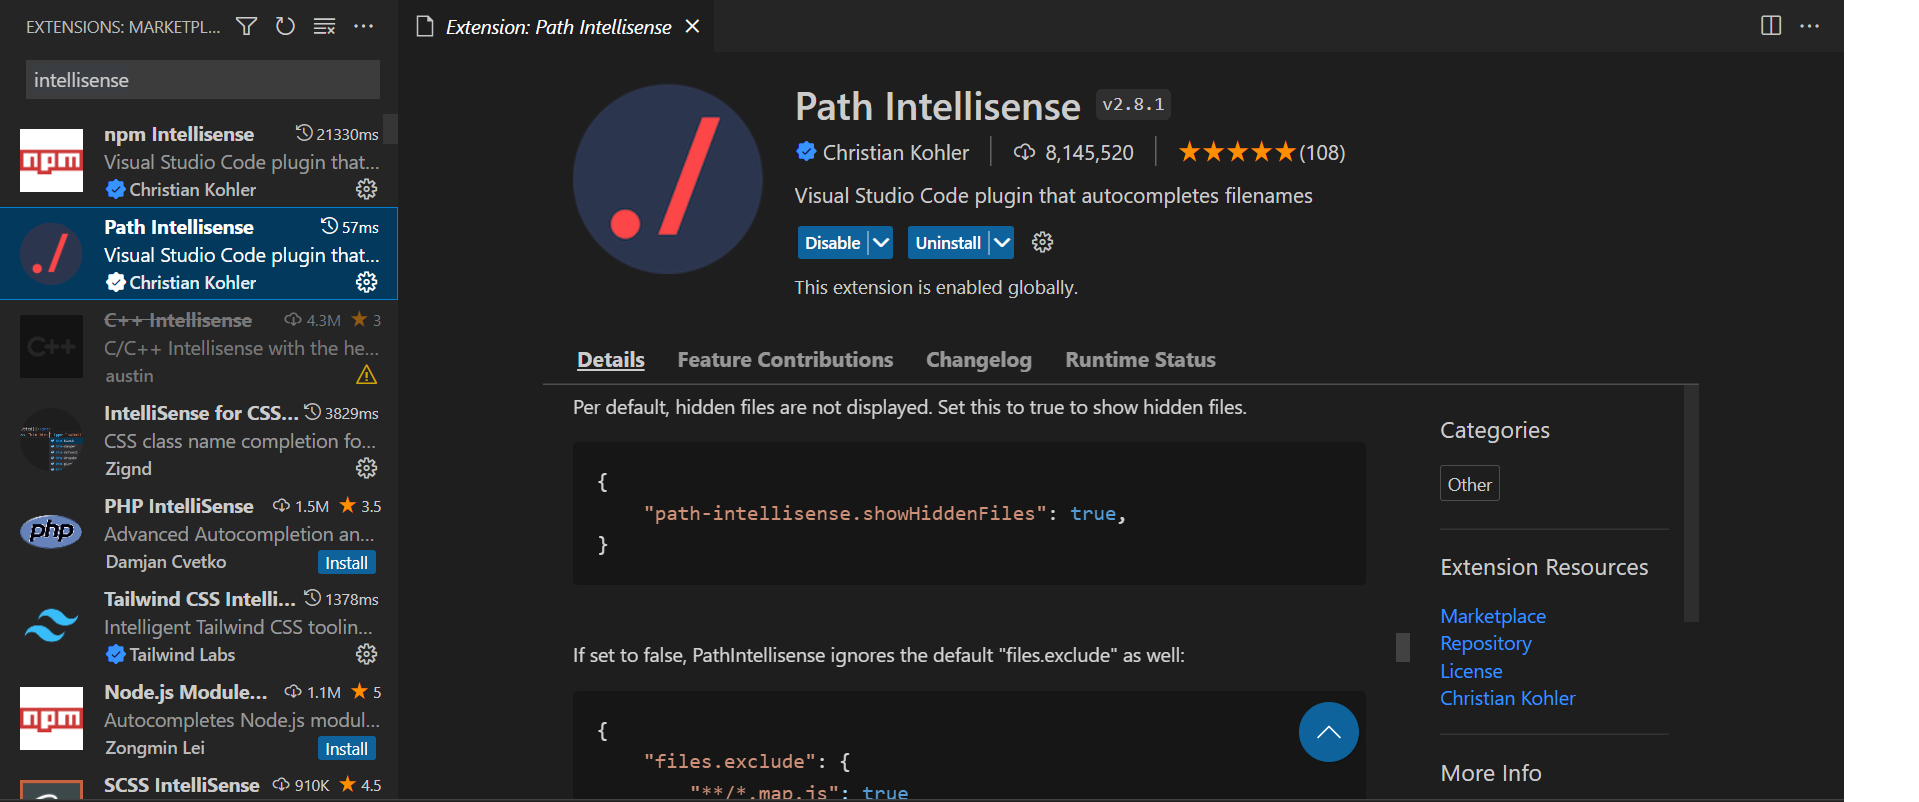 EXTENSIONS: MARKETPL...
intellisense
npm Intellisense 21330ms
Visual Studio Code plugin that...
Christian Kohler
Path Intellisense 57ms
Visual Studio Code plugin that...
Christian Kohler
C++ Intellisense 4.3M 3
C/C++ Intellisense with the he...
austin
IntelliSense for CSS... 3829ms
CSS class name completion fo...
Zignd
PHP IntelliSense 1.5M 3.5
Advanced Autocompletion an...
Damjan Cvetko Install
Tailwind CSS Intelli... 1378ms
Intelligent Tailwind CSS toolin...
Tailwind Labs
Node.js Module... 1.1M 5
Autocompletes Node.js modul...
Zongmin Lei Install
SCSS IntelliSense 910K 4.5
npm
./
C++
php
npm
Extension: Path Intellisense
./
Path Intellisense v2.8.1
Christian Kohler 8,145,520 (108)
Visual Studio Code plugin that autocompletes filenames
Disable Uninstall
This extension is enabled globally.
Details Feature Contributions Changelog Runtime Status
Per default, hidden files are not displayed. Set this to true to show hidden files.
{
"path-intellisense.showHiddenFiles": true,
}
If set to false, PathIntellisense ignores the default "files.exclude" as well:
{
"files.exclude": {
"**/*.map.js": true
Categories
Other
Extension Resources
Marketplace
Repository
License
Christian Kohler
More Info